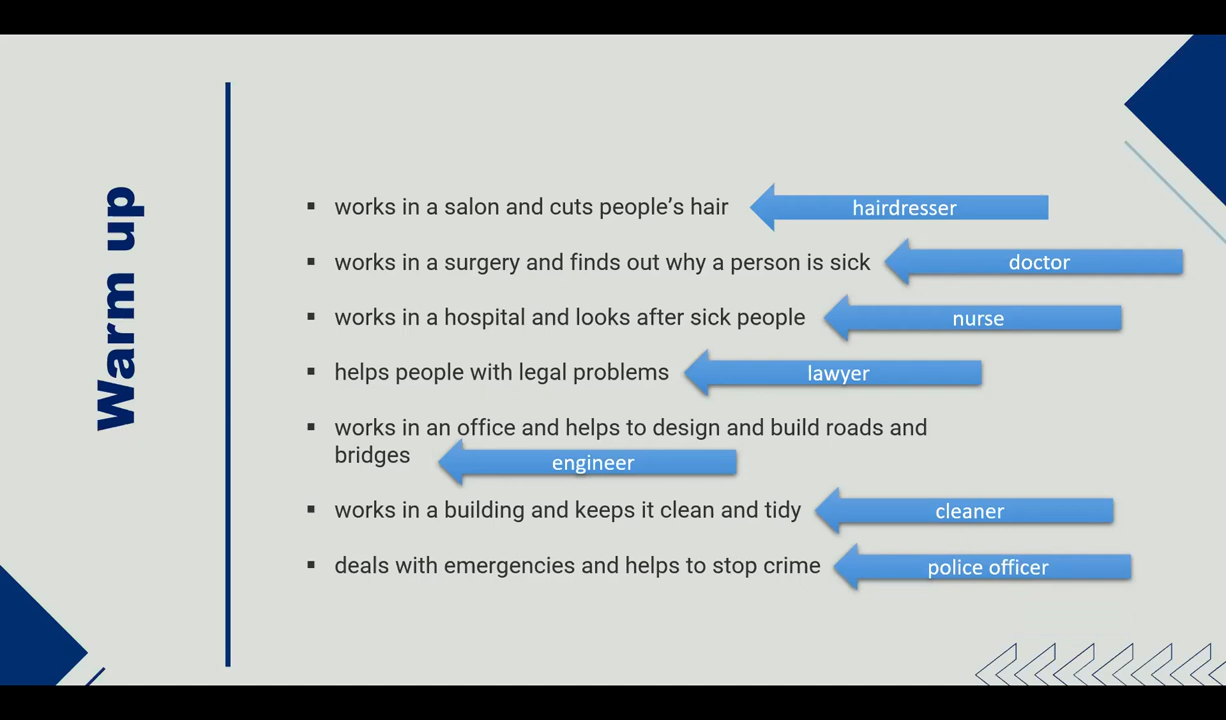 Warm up
▪ works in a salon and cuts people’s hair
hairdresser
▪ works in a surgery and finds out why a person is sick
doctor
▪ works in a hospital and looks after sick people
nurse
▪ helps people with legal problems
lawyer
▪ works in an office and helps to design and build roads and
bridges
engineer
▪ works in a building and keeps it clean and tidy
cleaner
▪ deals with emergencies and helps to stop crime
police officer